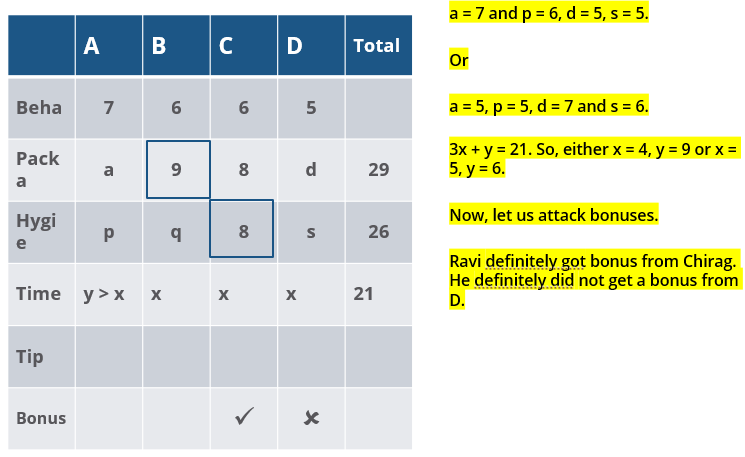 A B C D Total
Beha 7 6 6 5
Pack a a 9 8 d 29
Hygi e p q 8 s 26
Time y > x x x x 21
Tip
Bonus ✓ ✘
a = 7 and p = 6, d = 5, s = 5.
Or
a = 5, p = 5, d = 7 and s = 6.
3x + y = 21. So, either x = 4, y = 9 or x =
5, y = 6.
Now, let us attack bonuses.
Ravi definitely got bonus from Chirag.
He definitely did not get a bonus from
D.